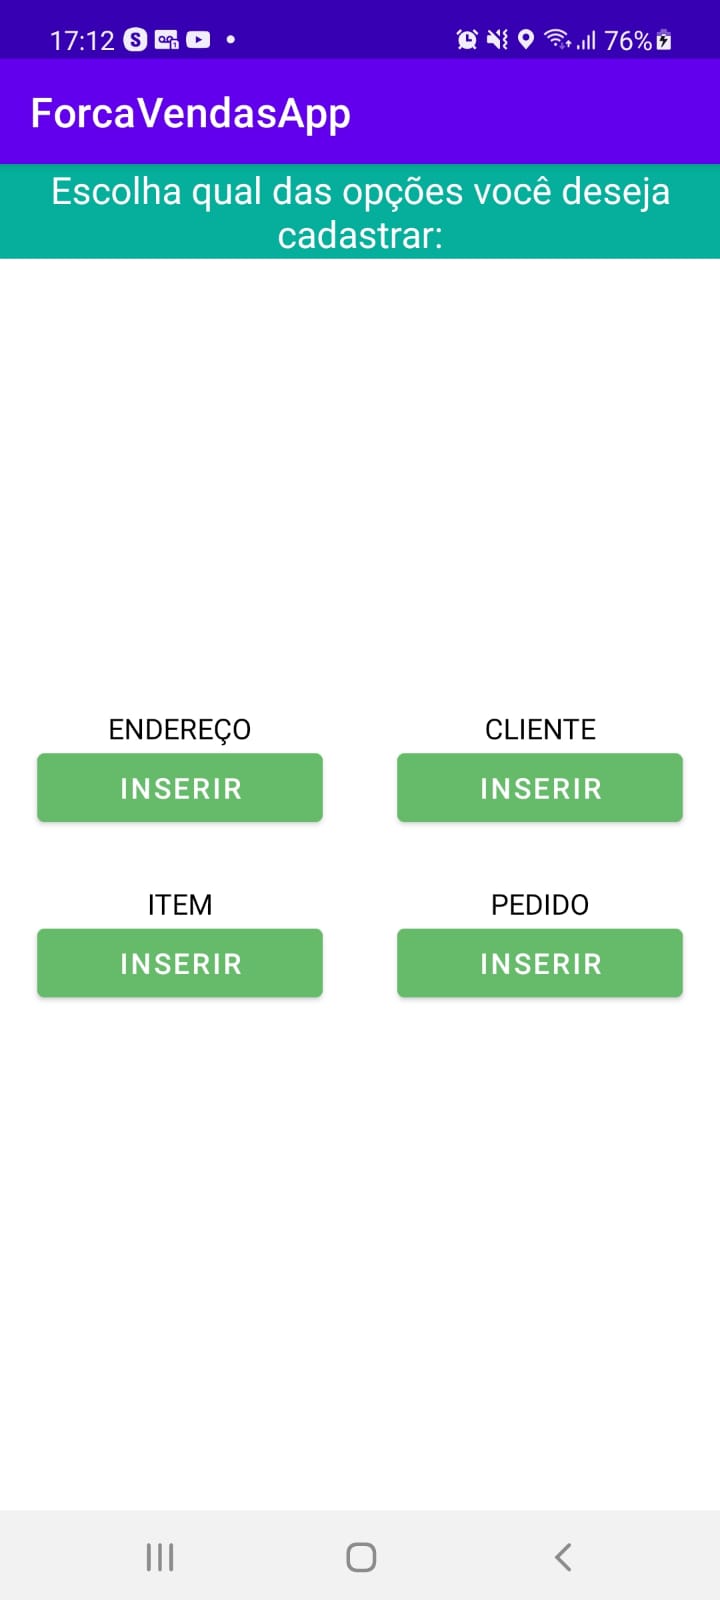 17:12 76%
ForcaVendasApp
Escolha qual das opções você deseja
cadastrar:
ENDEREÇO CLIENTE
INSERIR INSERIR
ITEM PEDIDO
INSERIR INSERIR